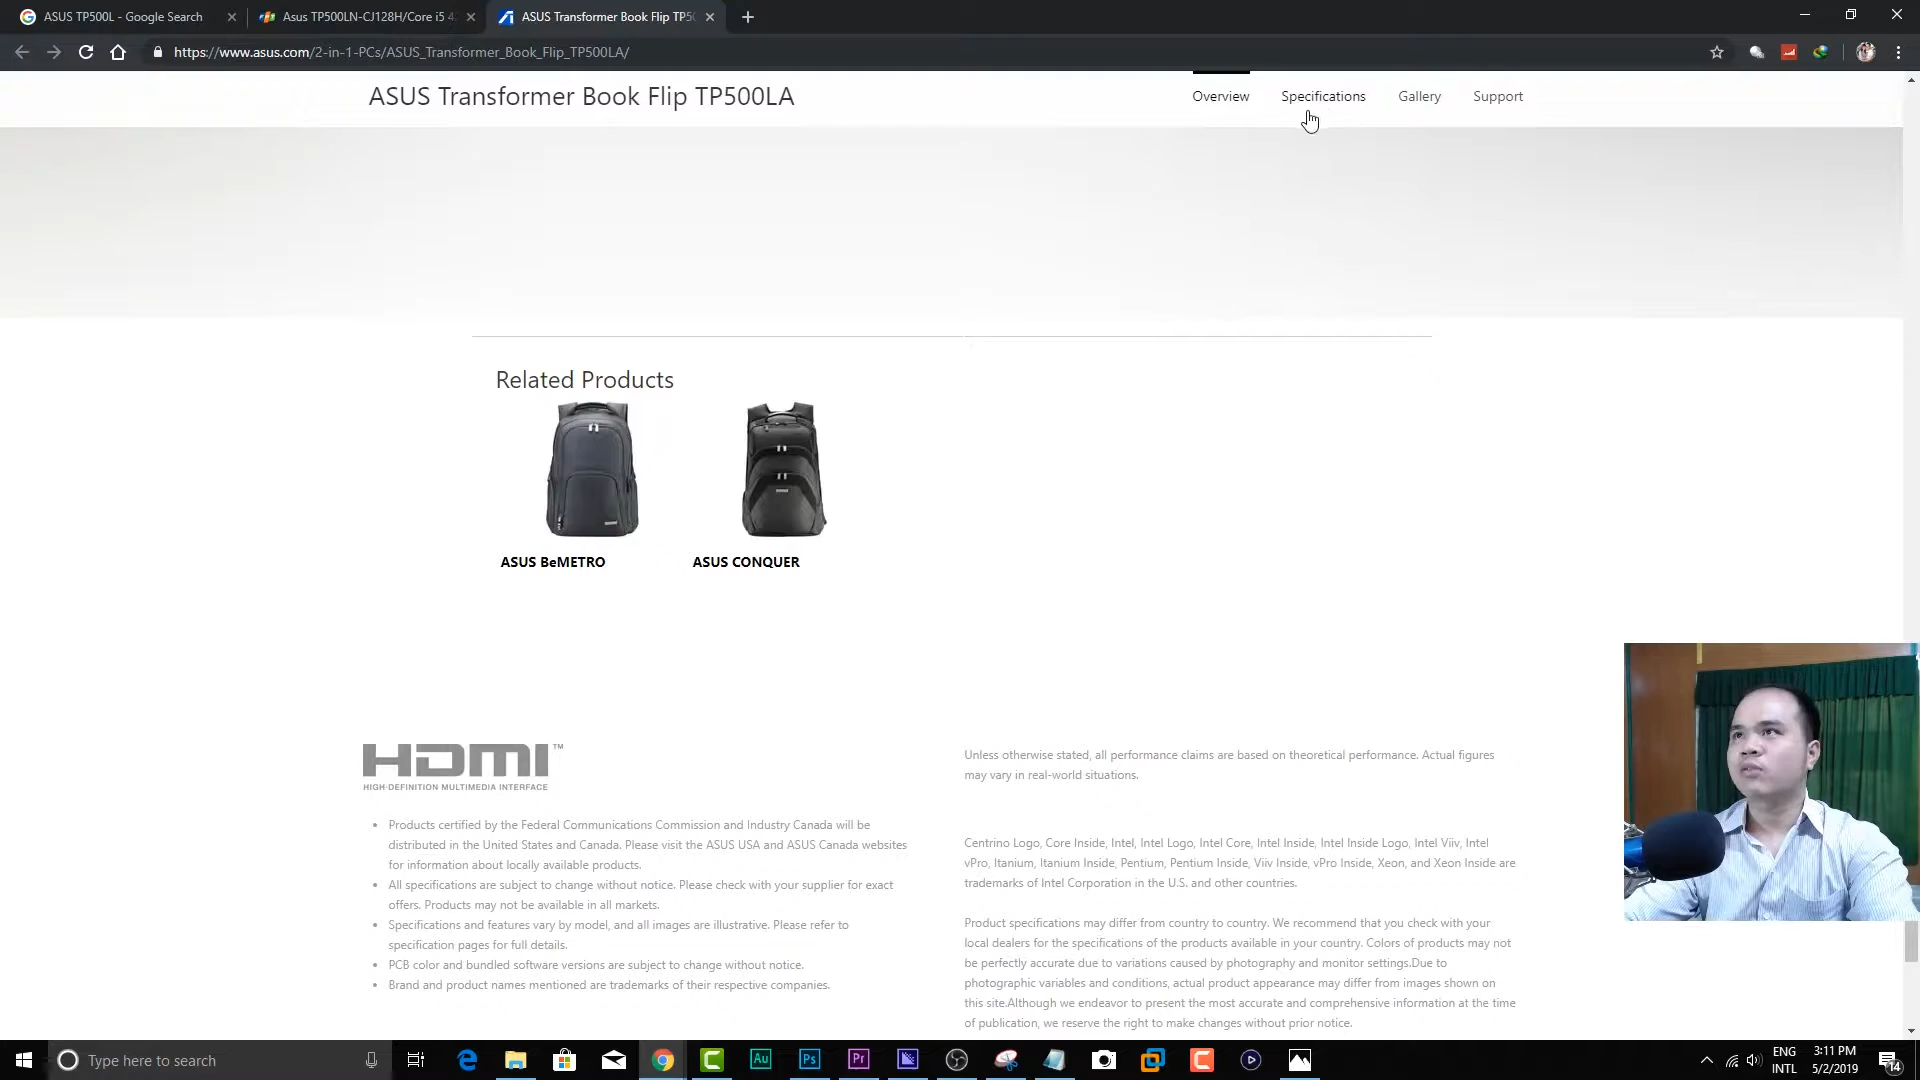 ASUS TP500L - Google Search
Asus TP500LN-CJ128H/Core i5 4
ASUS Transformer Book Flip TP50
https://www.asus.com/2-in-1-PCs/ASUS_Transformer_Book_Flip_TP500LA/
ASUS Transformer Book Flip TP500LA
Overview
Specifications
Gallery
Support
Related Products
ASUS BeMETRO
ASUS CONQUER
HDMI™
HIGH-DEFINITION MULTIMEDIA INTERFACE
Products certified by the Federal Communications Commission and Industry Canada will be
distributed in the United States and Canada. Please visit the ASUS USA and ASUS Canada websites
for information about locally available products.
All specifications are subject to change without notice. Please check with your supplier for exact
offers. Products may not be available in all markets.
Specifications and features vary by model, and all images are illustrative. Please refer to
specification pages for full details.
PCB color and bundled software versions are subject to change without notice.
Brand and product names mentioned are trademarks of their respective companies.
Unless otherwise stated, all performance claims are based on theoretical performance. Actual figures
may vary in real-world situations.
Centrino Logo, Core Inside, Intel, Intel Logo, Intel Core, Intel Inside, Intel Inside Logo, Intel Viiv, Intel
vPro, Itanium, Itanium Inside, Pentium, Pentium Inside, Viiv Inside, vPro Inside, Xeon, and Xeon Inside are
trademarks of Intel Corporation in the U.S. and other countries.
Product specifications may differ from country to country. We recommend that you check with your
local dealers for the specifications of the products available in your country. Colors of products may not
be perfectly accurate due to variations caused by photography and monitor settings.Due to
photographic variables and conditions, actual product appearance may differ from images shown on
this site.Although we endeavor to present the most accurate and comprehensive information at the time
of publication, we reserve the right to make changes without prior notice.
Type here to search
Au
Ps
Pr
ENG
INTL
3:11 PM
5/2/2019
14